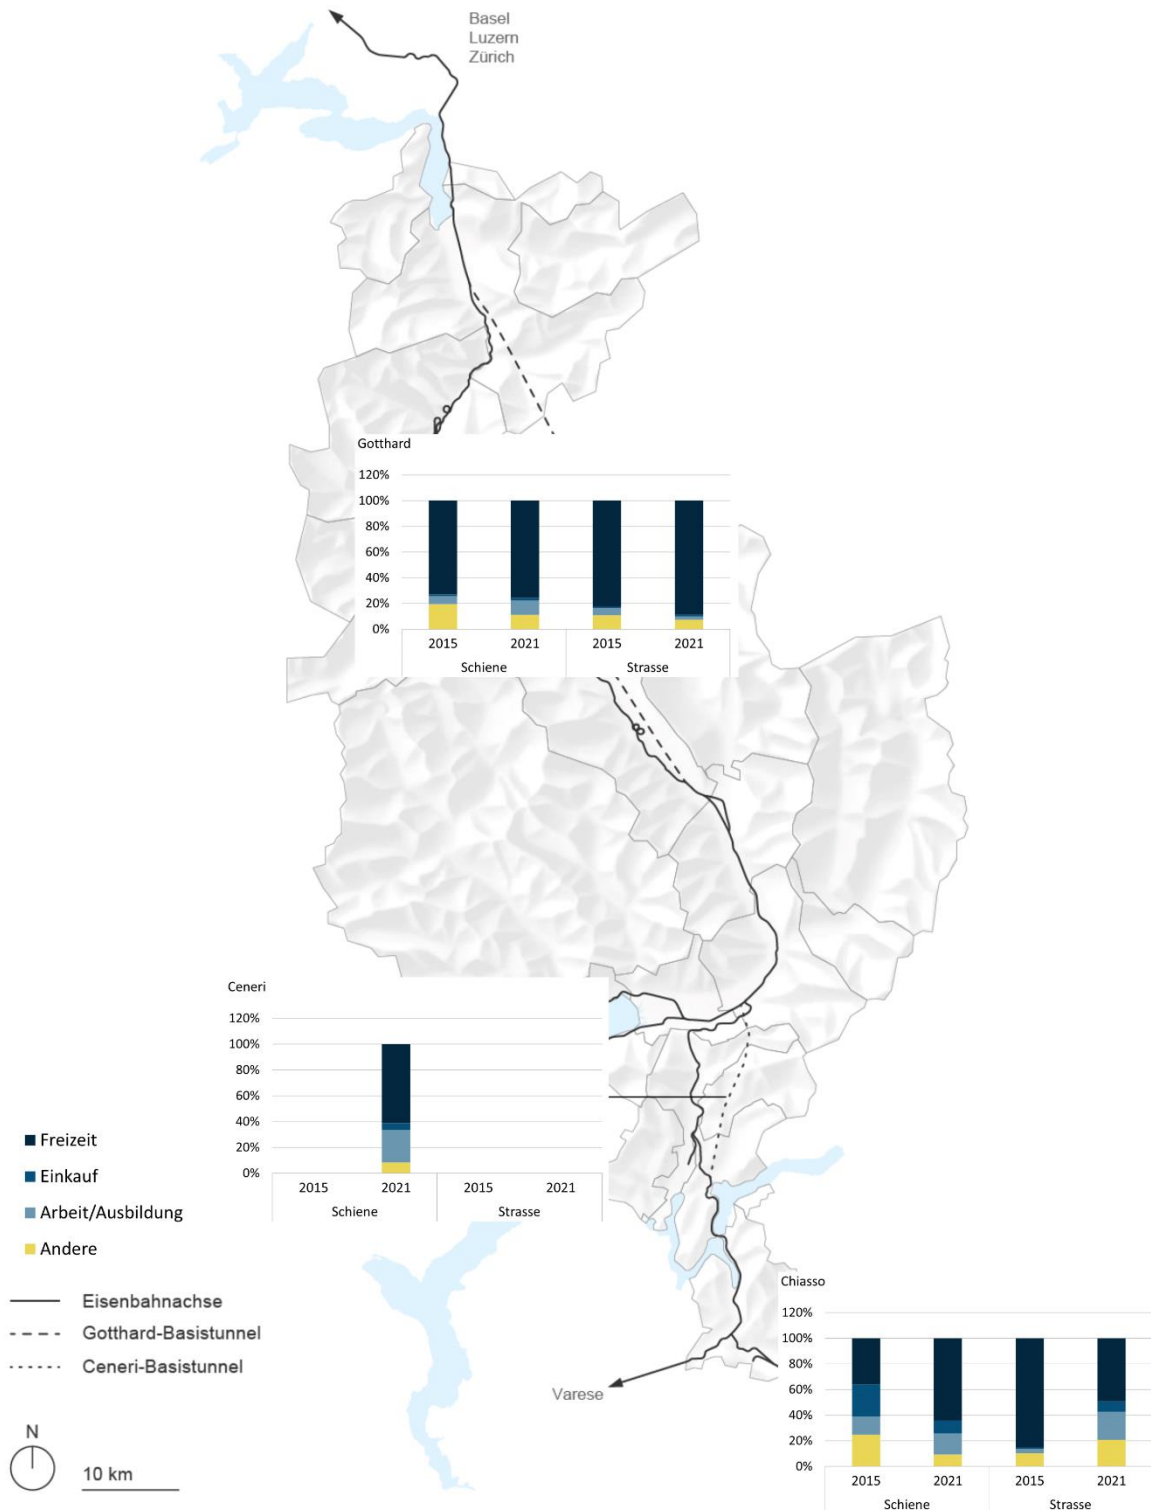 Basel
Luzern
Zürich
Gotthard
120%
100%
80%
60%
40%
20%
0%
2015 2021 2015 2021
Schiene Strasse
Ceneri
120%
100%
80%
60%
40%
20%
0%
2015 2021 2015 2021
Schiene Strasse
Freizeit
Einkauf
Arbeit/Ausbildung
Andere
Eisenbahnachse
Gotthard-Basistunnel
Ceneri-Basistunnel
N
10 km
Varese
Chiasso
120%
100%
80%
60%
40%
20%
0%
2015 2021 2015 2021
Schiene Strasse